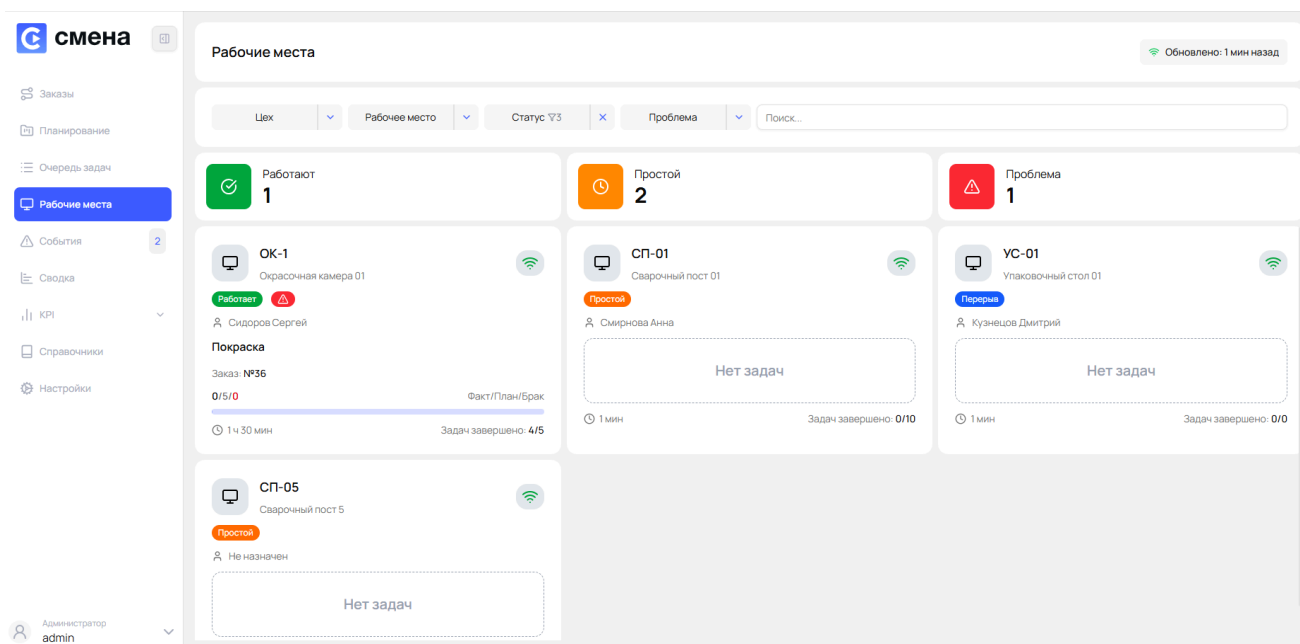 смена
Заказы
Планирование
Очередь задач
Рабочие места
События 2
Сводка
KPI
Справочники
Настройки
Администратор
admin
Рабочие места
Обновлено: 1 мин назад
Цех
Рабочее место
Статус 3
Проблема
Поиск...
Работают
1
Простой
2
Проблема
1
ОК-1
Окрасочная камера 01
Работает
Сидоров Сергей
Покраска
Заказ: №36
0/5/0 Факт/План/Брак
1 ч 30 мин Задач завершено: 4/5
СП-01
Сварочный пост 01
Простой
Смирнова Анна
Нет задач
1 мин Задач завершено: 0/10
УС-01
Упаковочный стол 01
Перерыв
Кузнецов Дмитрий
Нет задач
1 мин Задач завершено: 0/0
СП-05
Сварочный пост 5
Простой
Не назначен
Нет задач